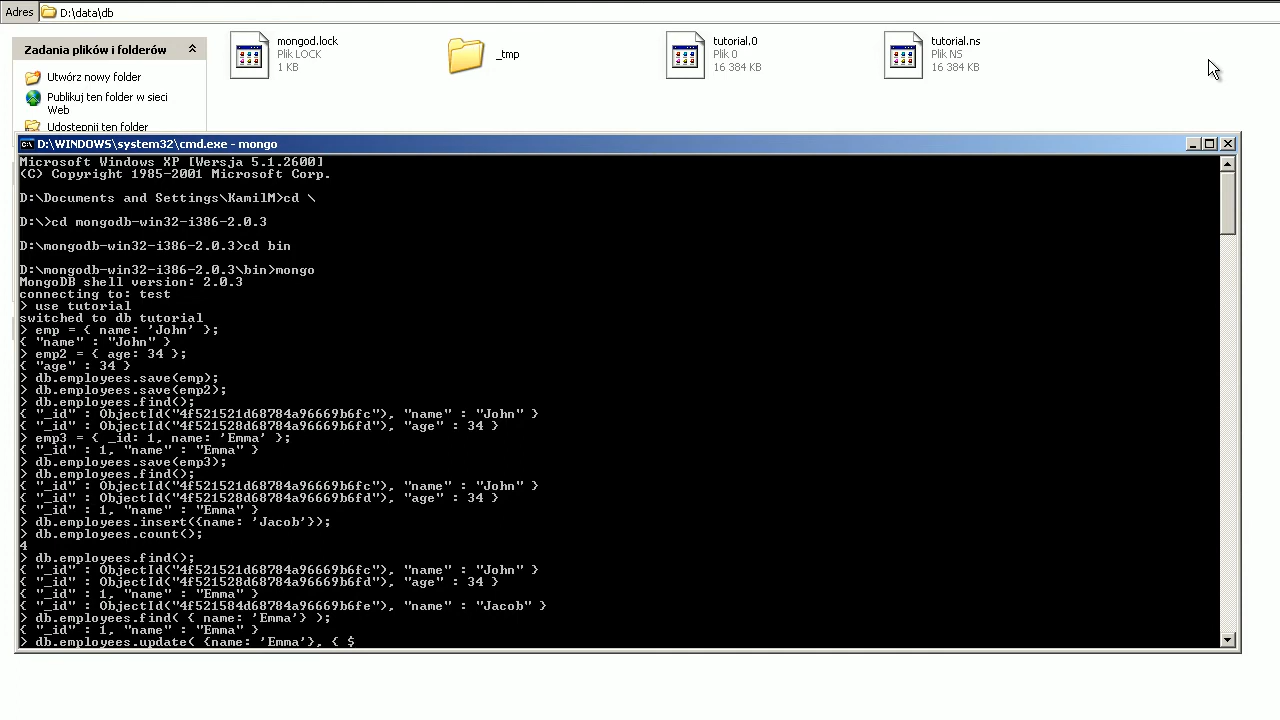 Adres D:\data\db
Zadania plików i folderów
Utwórz nowy folder
Publikuj ten folder w sieci
Web
Udostępnij ten folder
mongod.lock
Plik LOCK
1 KB
_tmp
tutorial.0
Plik 0
16 384 KB
tutorial.ns
Plik NS
16 384 KB
D:\WINDOWS\system32\cmd.exe - mongo
Microsoft Windows XP [Wersja 5.1.2600]
(C) Copyright 1985-2001 Microsoft Corp.
D:\Documents and Settings\KamilM>cd \
D:\>cd mongodb-win32-i386-2.0.3
D:\mongodb-win32-i386-2.0.3>cd bin
D:\mongodb-win32-i386-2.0.3\bin>mongo
MongoDB shell version: 2.0.3
connecting to: test
> use tutorial
switched to db tutorial
> emp = { name: 'John' };
{ "name" : "John" }
> emp2 = { age: 34 };
{ "age" : 34 }
> db.employees.save(emp);
> db.employees.save(emp2);
> db.employees.find();
{ "_id" : ObjectId("4f521521d68784a96669b6fc"), "name" : "John" }
{ "_id" : ObjectId("4f521528d68784a96669b6fd"), "age" : 34 }
> emp3 = { _id: 1, name: 'Emma' };
{ "_id" : 1, "name" : "Emma" }
> db.employees.save(emp3);
> db.employees.find();
{ "_id" : ObjectId("4f521521d68784a96669b6fc"), "name" : "John" }
{ "_id" : ObjectId("4f521528d68784a96669b6fd"), "age" : 34 }
{ "_id" : 1, "name" : "Emma" }
> db.employees.insert({name: 'Jacob'});
> db.employees.count();
4
> db.employees.find();
{ "_id" : ObjectId("4f521521d68784a96669b6fc"), "name" : "John" }
{ "_id" : ObjectId("4f521528d68784a96669b6fd"), "age" : 34 }
{ "_id" : 1, "name" : "Emma" }
{ "_id" : ObjectId("4f521584d68784a96669b6fe"), "name" : "Jacob" }
> db.employees.find( { name: 'Emma'} );
{ "_id" : 1, "name" : "Emma" }
> db.employees.update( {name: 'Emma'}, { $